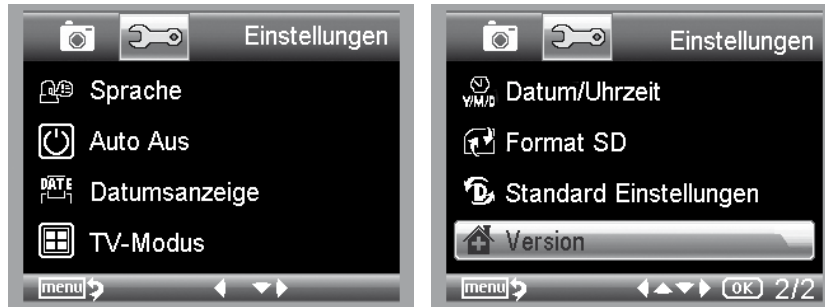 Einstellungen
Sprache
Auto Aus
DATE
Datumsanzeige
TV-Modus
menu
Einstellungen
Y/M/D
Datum/Uhrzeit
Format SD
D
Standard Einstellungen
Version
menu
OK 2/2